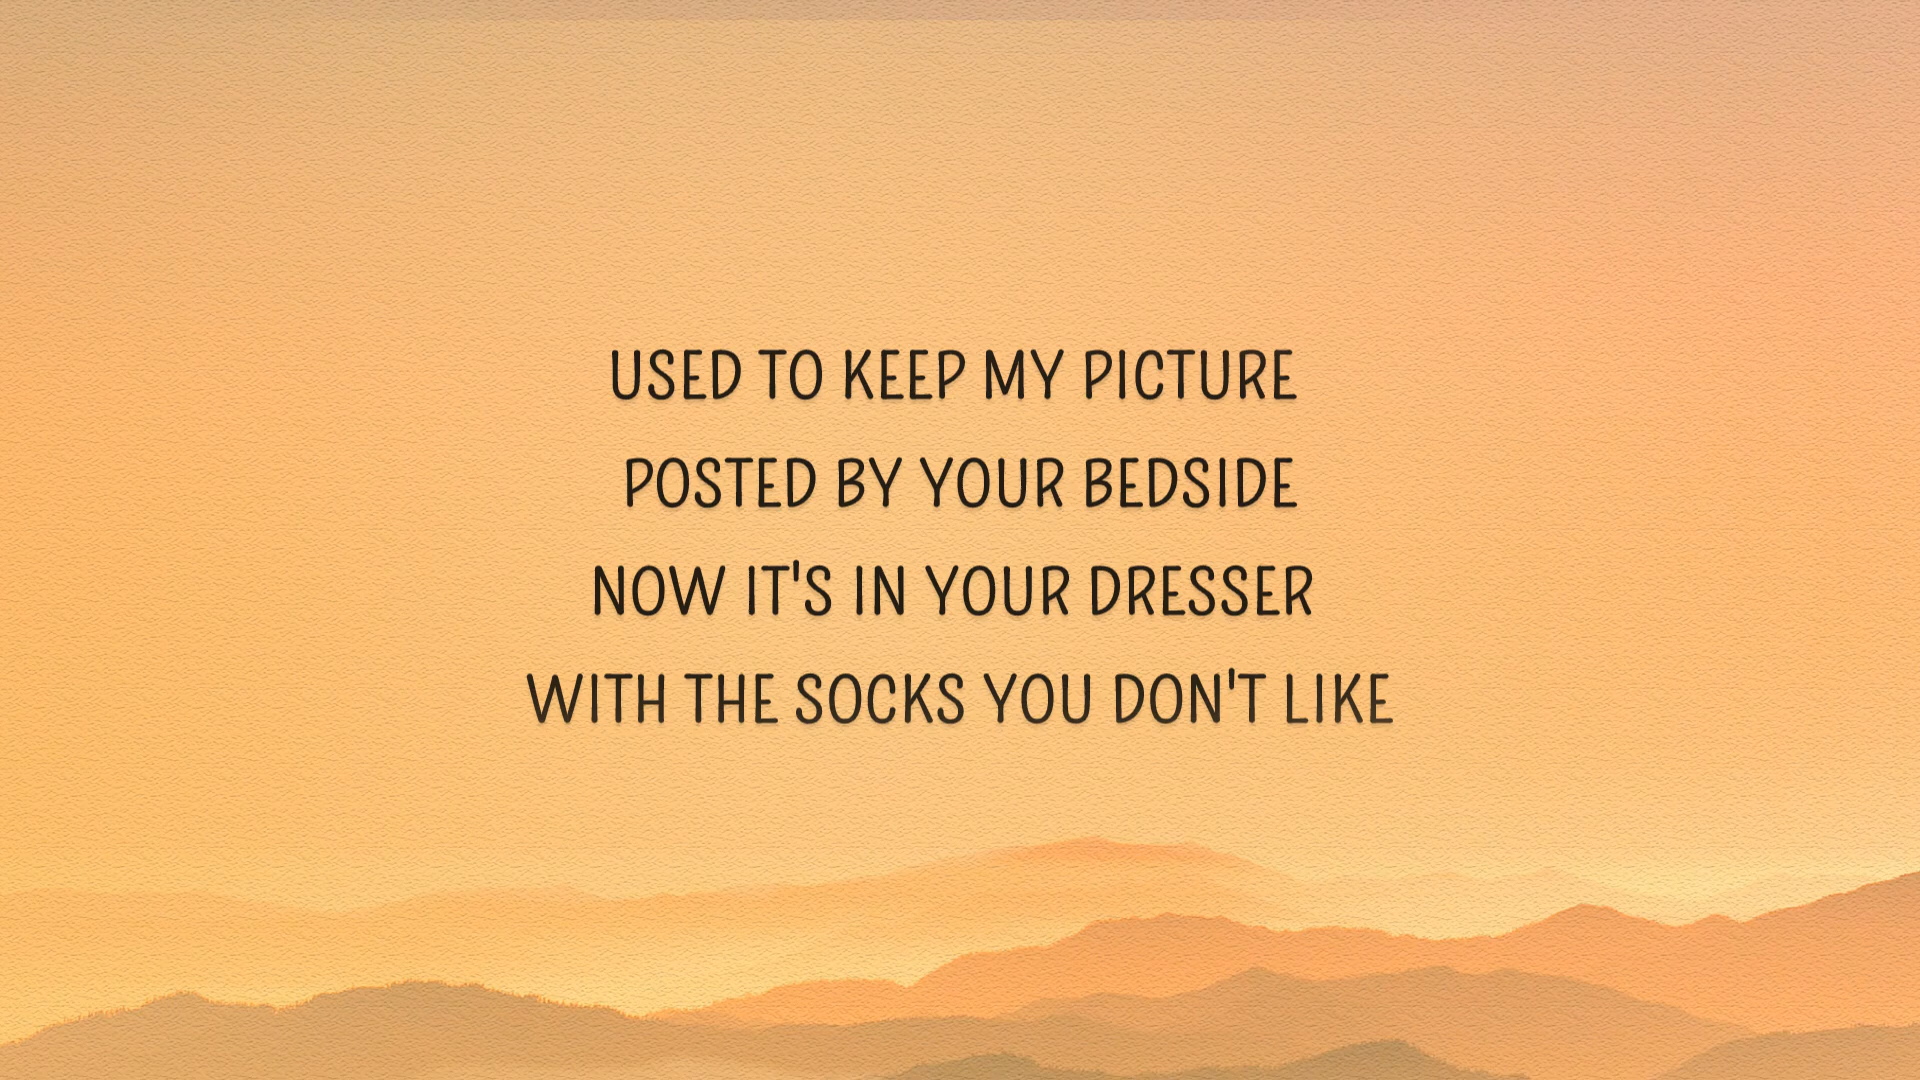 USED TO KEEP MY PICTURE
POSTED BY YOUR BEDSIDE
NOW IT'S IN YOUR DRESSER
WITH THE SOCKS YOU DON'T LIKE